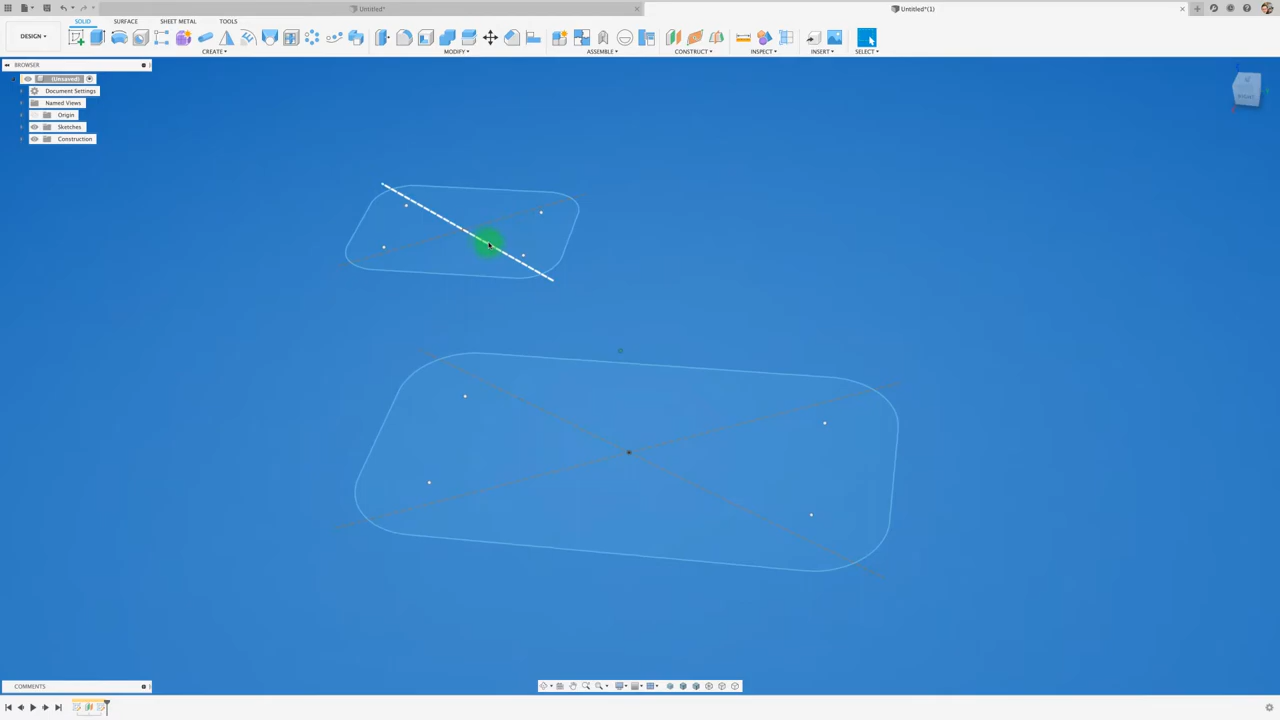 Untitled*
Untitled*(1)
DESIGN
SOLID
SURFACE
SHEET METAL
TOOLS
CREATE
MODIFY
ASSEMBLE
CONSTRUCT
INSPECT
INSERT
SELECT
BROWSER
(Unsaved)
Document Settings
Named Views
Origin
Sketches
Construction
COMMENTS